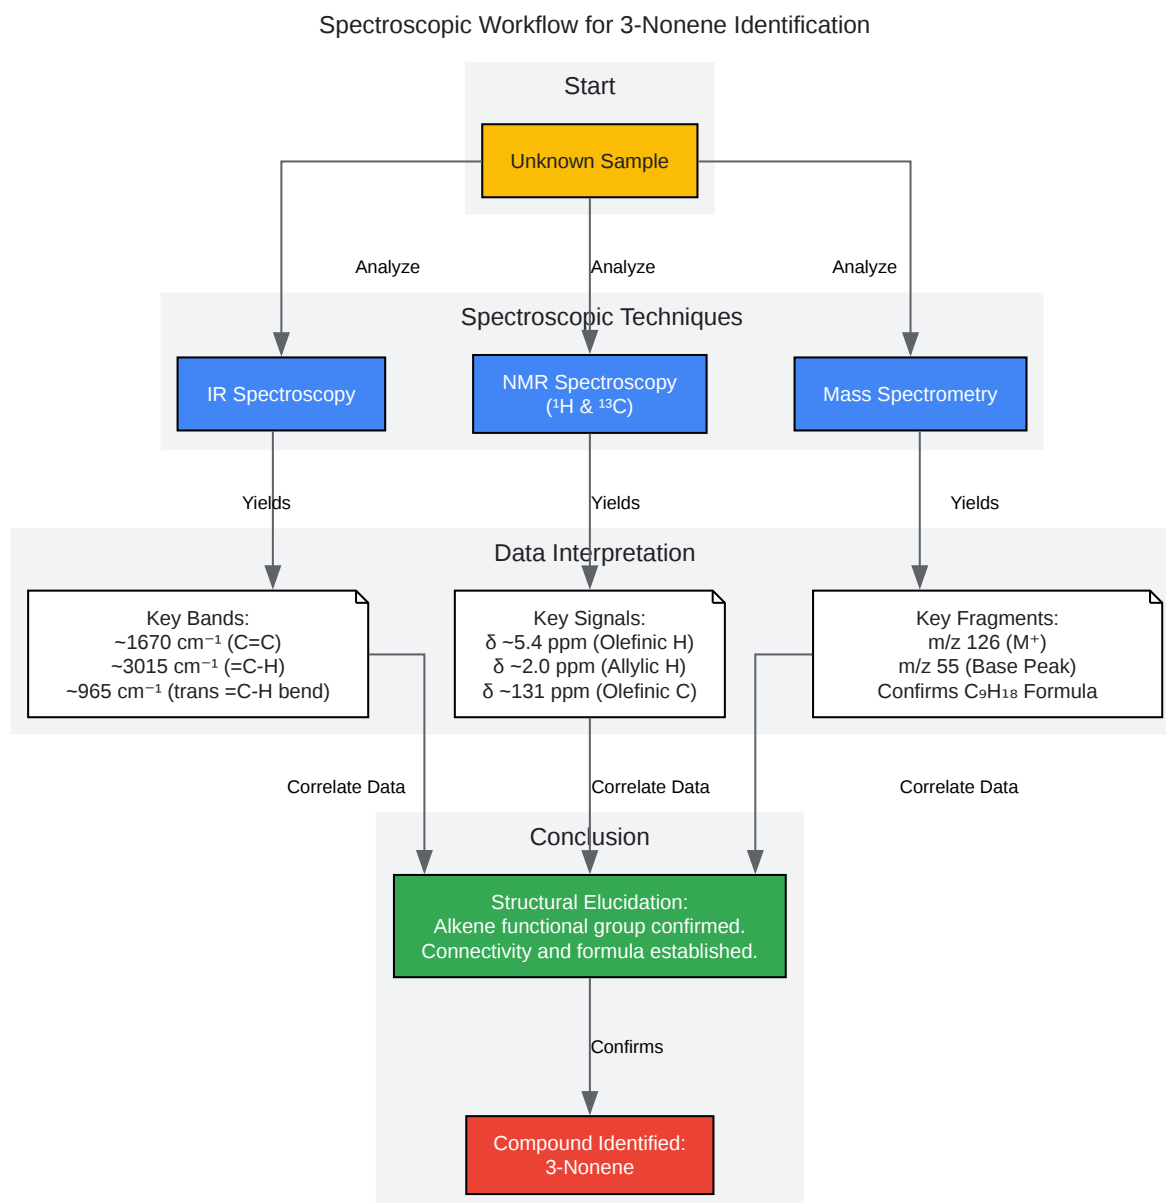 Spectroscopic Workflow for 3-Nonene Identification
Start
Unknown Sample
Analyze
Analyze
Analyze
Spectroscopic Techniques
IR Spectroscopy
NMR Spectroscopy
(¹H & ¹³C)
Mass Spectrometry
Yields
Yields
Yields
Data Interpretation
Key Bands:
~1670 cm⁻¹ (C=C)
~3015 cm⁻¹ (=C-H)
~965 cm⁻¹ (trans =C-H bend)
Key Signals:
δ ~5.4 ppm (Olefinic H)
δ ~2.0 ppm (Allylic H)
δ ~131 ppm (Olefinic C)
Key Fragments:
m/z 126 (M⁺)
m/z 55 (Base Peak)
Confirms C₉H₁₈ Formula
Correlate Data
Correlate Data
Correlate Data
Conclusion
Structural Elucidation:
Alkene functional group confirmed.
Connectivity and formula established.
Confirms
Compound Identified:
3-Nonene